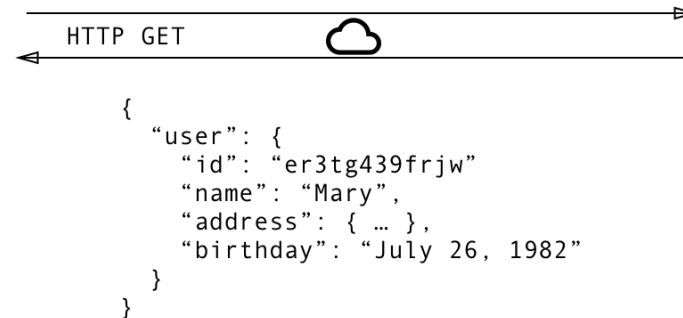 HTTP GET
{
“user”: {
“id”: “er3tg439frjw”
“name”: “Mary”,
“address”: { … },
“birthday”: “July 26, 1982”
}
}